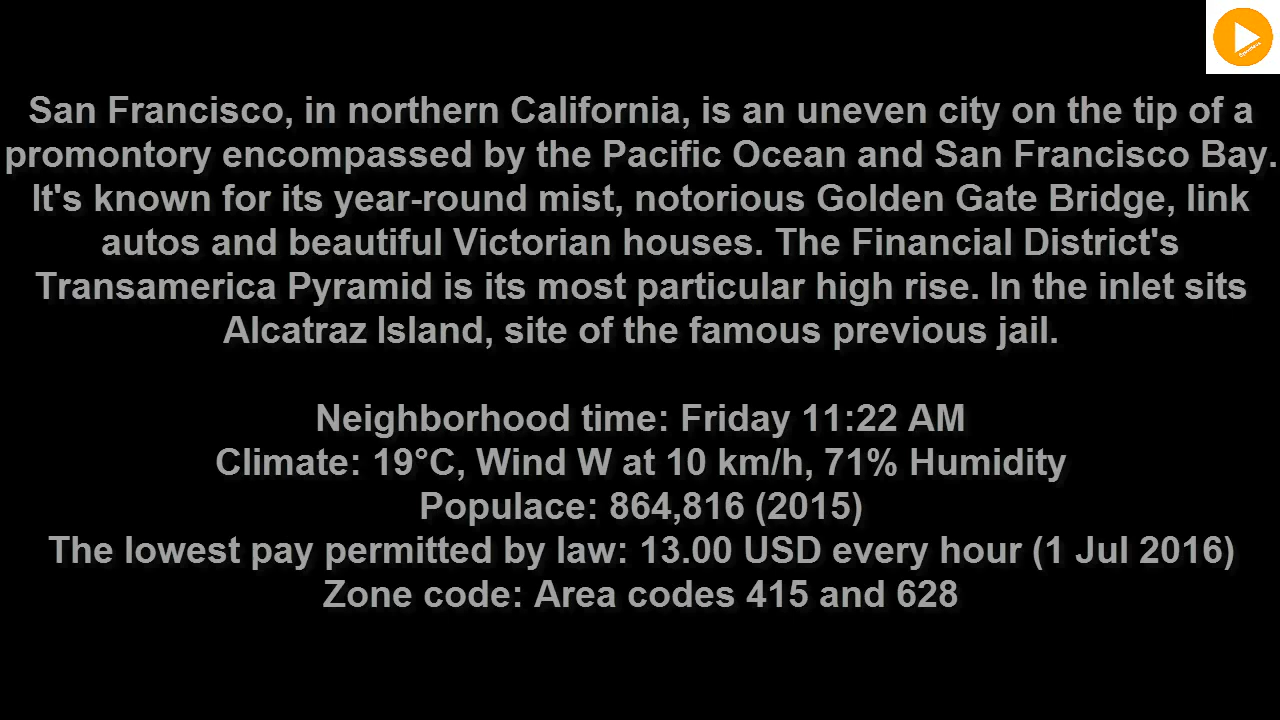 San Francisco, in northern California, is an uneven city on the tip of a
promontory encompassed by the Pacific Ocean and San Francisco Bay.
It's known for its year-round mist, notorious Golden Gate Bridge, link
autos and beautiful Victorian houses. The Financial District's
Transamerica Pyramid is its most particular high rise. In the inlet sits
Alcatraz Island, site of the famous previous jail.
Neighborhood time: Friday 11:22 AM
Climate: 19°C, Wind W at 10 km/h, 71% Humidity
Populace: 864,816 (2015)
The lowest pay permitted by law: 13.00 USD every hour (1 Jul 2016)
Zone code: Area codes 415 and 628